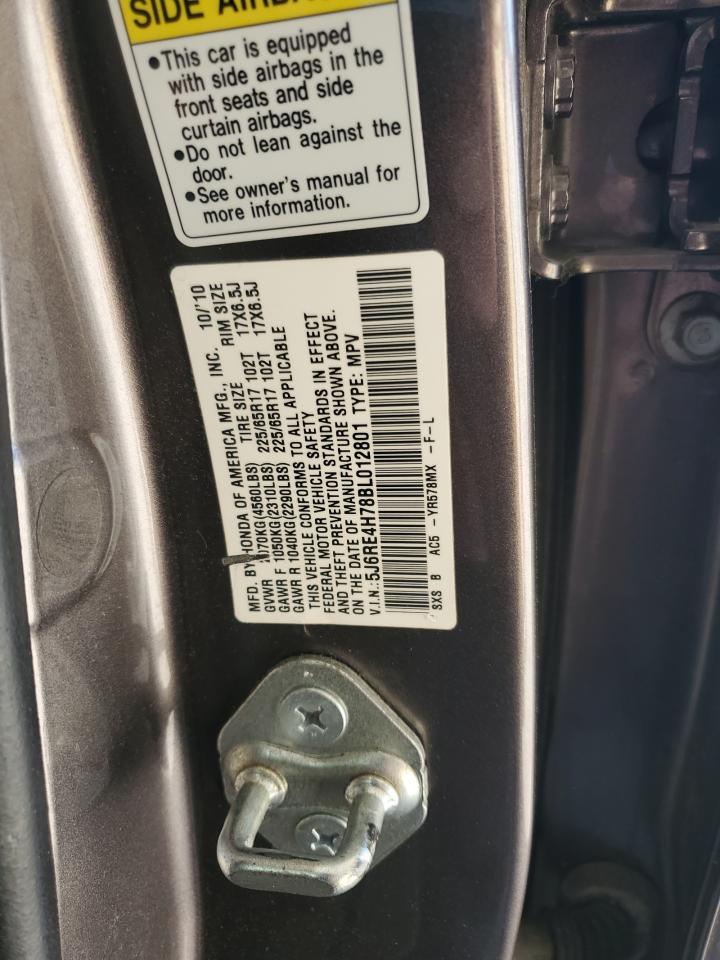 SIDE AIRBAGS
•This car is equipped
with side airbags in the
front seats and side
curtain airbags.
•Do not lean against the
door.
•See owner's manual for
more information.
MFD. BY HONDA OF AMERICA MFG., INC. 10/'10
GVWR 2070KG(4560LBS) TIRE SIZE RIM SIZE
GAWR F 1050KG(2310LBS) 225/65R17 102T 17X6.5J
GAWR R 1040KG(2290LBS) 225/65R17 102T 17X6.5J
THIS VEHICLE CONFORMS TO ALL APPLICABLE
FEDERAL MOTOR VEHICLE SAFETY
AND THEFT PREVENTION STANDARDS IN EFFECT
ON THE DATE OF MANUFACTURE SHOWN ABOVE.
V.I.N.:5J6RE4H78BL012801 TYPE: MPV
SXS B AC5 -YR578MX -F-L